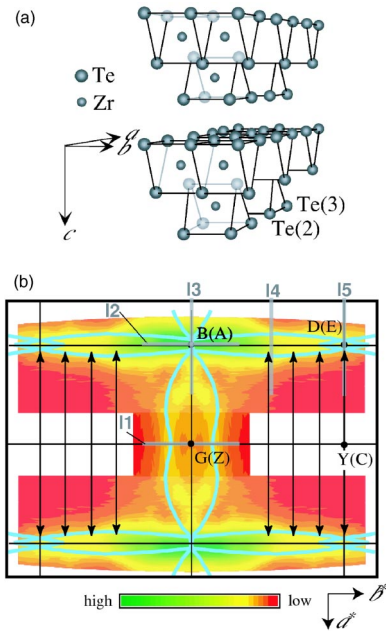 (a)
Te
Zr
a
b
c
Te(3)
Te(2)
(b)
l3
l2
l4
l5
B(A)
D(E)
l1
G(Z)
Y(C)
high
low
b*
a*